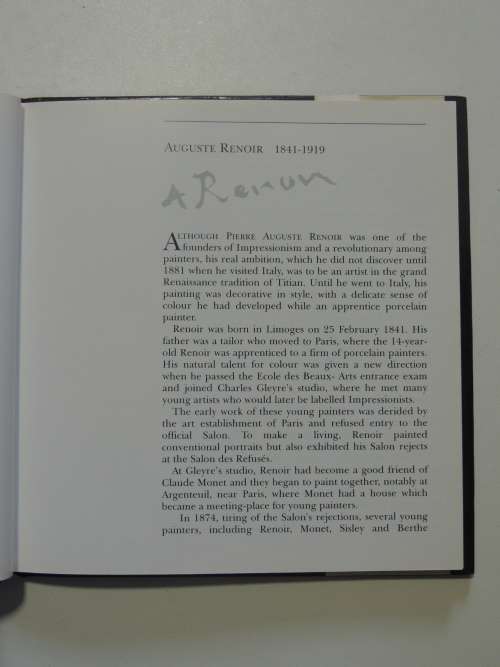 AUGUSTE RENOIR 1841-1919
A Renoir
ALTHOUGH PIERRE AUGUSTE RENOIR was one of the
founders of Impressionism and a revolutionary among
painters, his real ambition, which he did not discover until
1881 when he visited Italy, was to be an artist in the grand
Renaissance tradition of Titian. Until he went to Italy, his
painting was decorative in style, with a delicate sense of
colour he had developed while an apprentice porcelain
painter.
Renoir was born in Limoges on 25 February 1841. His
father was a tailor who moved to Paris, where the 14-year-
old Renoir was apprenticed to a firm of porcelain painters.
His natural talent for colour was given a new direction
when he passed the Ecole des Beaux- Arts entrance exam
and joined Charles Gleyre's studio, where he met many
young artists who would later be labelled Impressionists.
The early work of these young painters was derided by
the art establishment of Paris and refused entry to the
official Salon. To make a living, Renoir painted
conventional portraits but also exhibited his Salon rejects
at the Salon des Refusés.
At Gleyre's studio, Renoir had become a good friend of
Claude Monet and they began to paint together, notably at
Argenteuil, near Paris, where Monet had a house which
became a meeting-place for young painters.
In 1874, tiring of the Salon's rejections, several young
painters, including Renoir, Monet, Sisley and Berthe